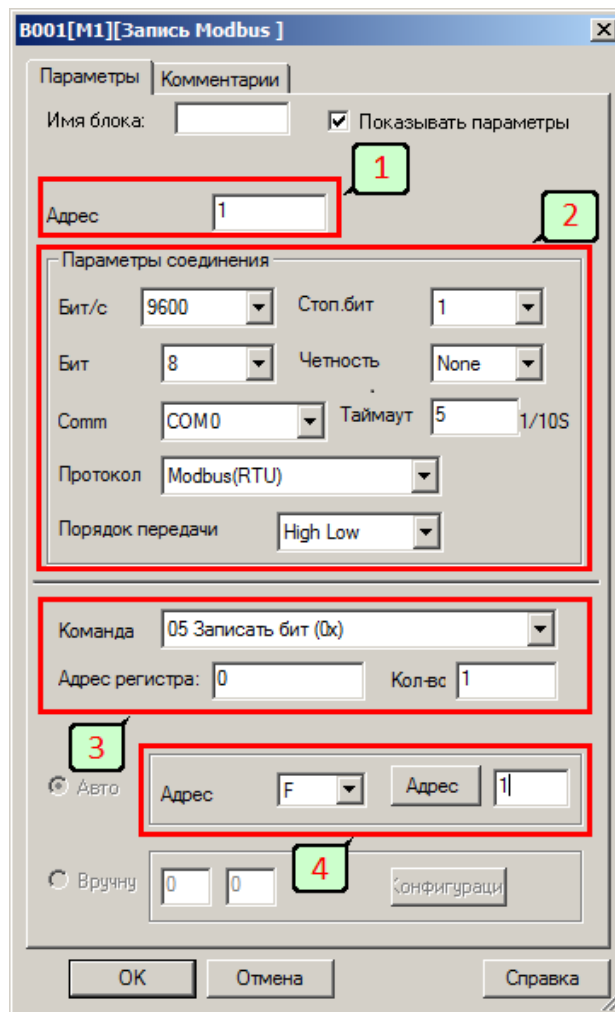 B001[M1][Запись Modbus ]
Параметры Комментарии
Имя блока: Показывать параметры
1
Адрес 1
2
Параметры соединения
Бит/с 9600 Стоп.бит 1
Бит 8 Четность None
Comm COM0 Таймаут 5 1/10S
Протокол Modbus(RTU)
Порядок передачи High Low
Команда 05 Записать бит (0x)
Адрес регистра: 0 Кол-во 1
3
Авто Адрес F Адрес 1
4
Вручну 0 0 Конфигураци
OK Отмена Справка